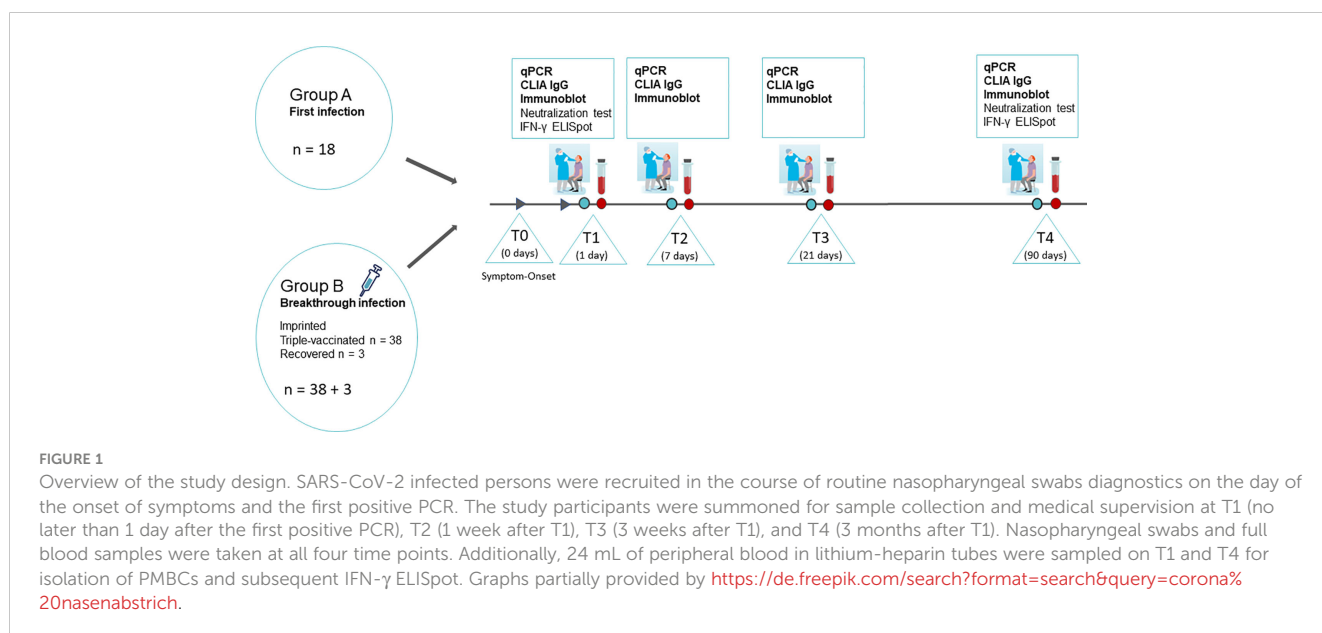 Group A
First infection
n = 18
Group B
Breakthrough infection
Imprinted
Triple-vaccinated n = 38
Recovered n = 3
n = 38 + 3
qPCR
CLIA IgG
Immunoblot
Neutralization test
IFN-γ ELISpot
qPCR
CLIA IgG
Immunoblot
qPCR
CLIA IgG
Immunoblot
qPCR
CLIA IgG
Immunoblot
Neutralization test
IFN-γ ELISpot
T0
(0 days)
Symptom-Onset
T1
(1 day)
T2
(7 days)
T3
(21 days)
T4
(90 days)
FIGURE 1
Overview of the study design. SARS-CoV-2 infected persons were recruited in the course of routine nasopharyngeal swabs diagnostics on the day of
the onset of symptoms and the first positive PCR. The study participants were summoned for sample collection and medical supervision at T1 (no
later than 1 day after the first positive PCR), T2 (1 week after T1), T3 (3 weeks after T1), and T4 (3 months after T1). Nasopharyngeal swabs and full
blood samples were taken at all four time points. Additionally, 24 mL of peripheral blood in lithium-heparin tubes were sampled on T1 and T4 for
isolation of PMBCs and subsequent IFN-γ ELISpot. Graphs partially provided by https://de.freepik.com/search?format=search&query=corona%
20nasenabstrich.